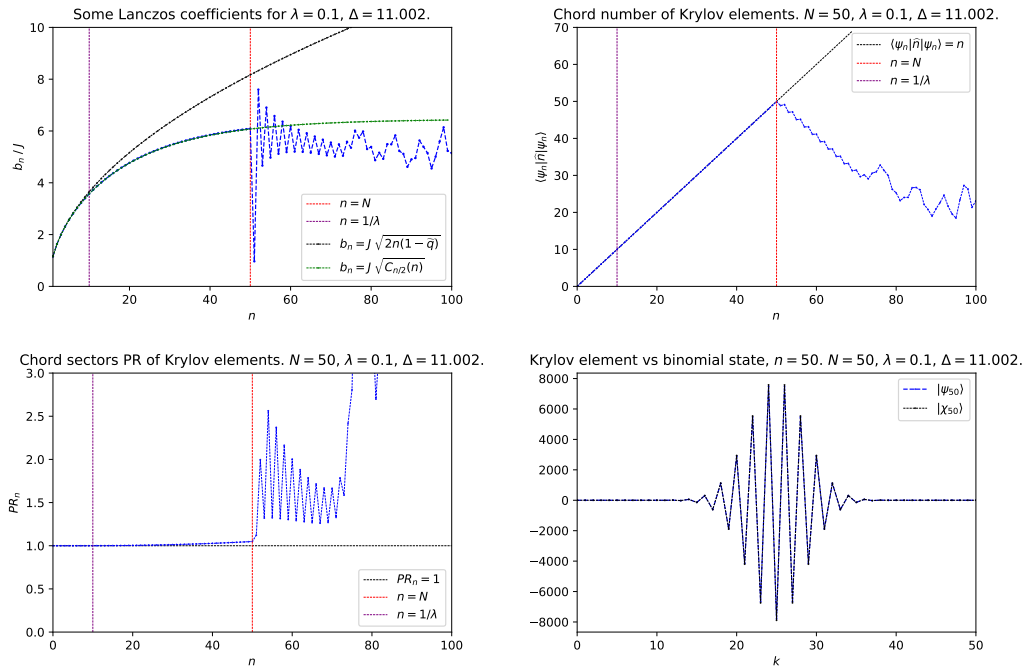 Some Lanczos coefficients for λ = 0.1, Δ = 11.002.
10
8
6
4
2
0
b_n / J
20 40 60 80 100
n
n = N
n = 1/λ
b_n = J √(2n(1 − q̃))
b_n = J √(C_{n/2}(n))
Chord number of Krylov elements. N = 50, λ = 0.1, Δ = 11.002.
70
60
50
40
30
20
10
0
⟨ψ_n|n̂|ψ_n⟩
0 20 40 60 80 100
n
⟨ψ_n|n̂|ψ_n⟩ = n
n = N
n = 1/λ
Chord sectors PR of Krylov elements. N = 50, λ = 0.1, Δ = 11.002.
3.0
2.5
2.0
1.5
1.0
0.5
0.0
PR_n
0 20 40 60 80 100
n
PR_n = 1
n = N
n = 1/λ
Krylov element vs binomial state, n = 50. N = 50, λ = 0.1, Δ = 11.002.
8000
6000
4000
2000
0
−2000
−4000
−6000
−8000
0 10 20 30 40 50
k
|ψ_50⟩
|χ_50⟩